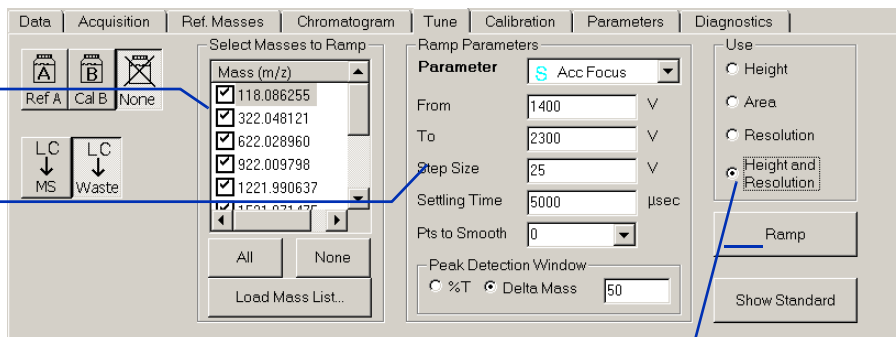 Data Acquisition Ref. Masses Chromatogram Tune Calibration Parameters Diagnostics
A
Ref A
B
Cal B
None
LC
MS
LC
Waste
Select Masses to Ramp
Mass (m/z)
118.086255
322.048121
622.028960
922.009798
1221.990637
1521.971475
All None
Load Mass List...
Ramp Parameters
Parameter S Acc Focus
From 1400 V
To 2300 V
Step Size 25 V
Settling Time 5000 µsec
Pts to Smooth 0
Peak Detection Window
%T Delta Mass 50
Use
Height
Area
Resolution
Height and
Resolution
Ramp
Show Standard